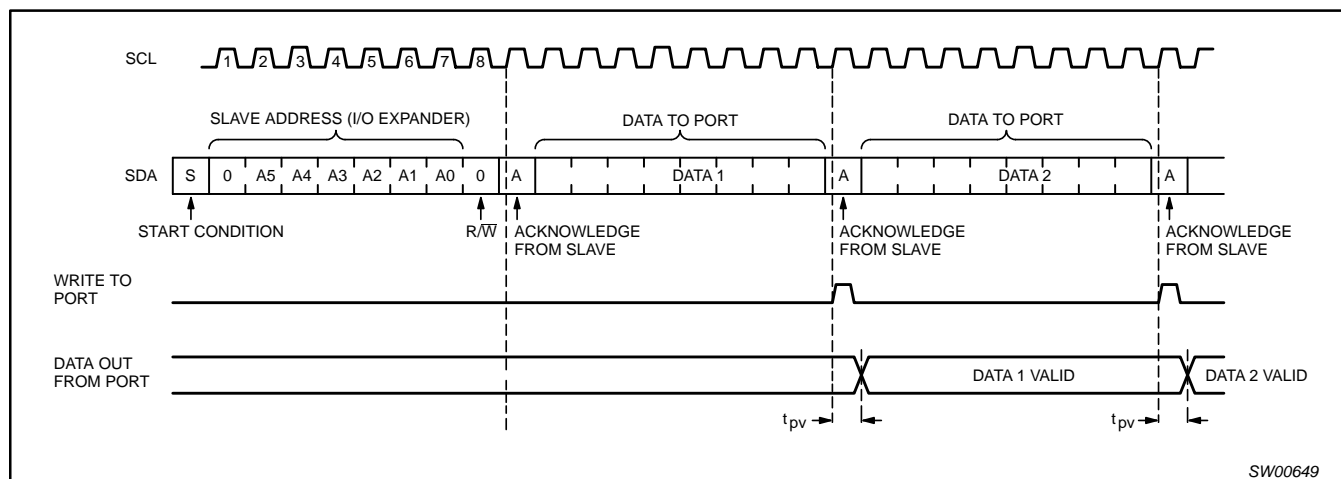 SCL 1 2 3 4 5 6 7 8
SLAVE ADDRESS (I/O EXPANDER) DATA TO PORT DATA TO PORT
SDA S 0 A5 A4 A3 A2 A1 A0 0 A DATA 1 A DATA 2 A
START CONDITION R/W̅ ACKNOWLEDGE ACKNOWLEDGE ACKNOWLEDGE
FROM SLAVE FROM SLAVE FROM SLAVE
WRITE TO
PORT
DATA OUT
FROM PORT DATA 1 VALID DATA 2 VALID
tpv tpv
SW00649